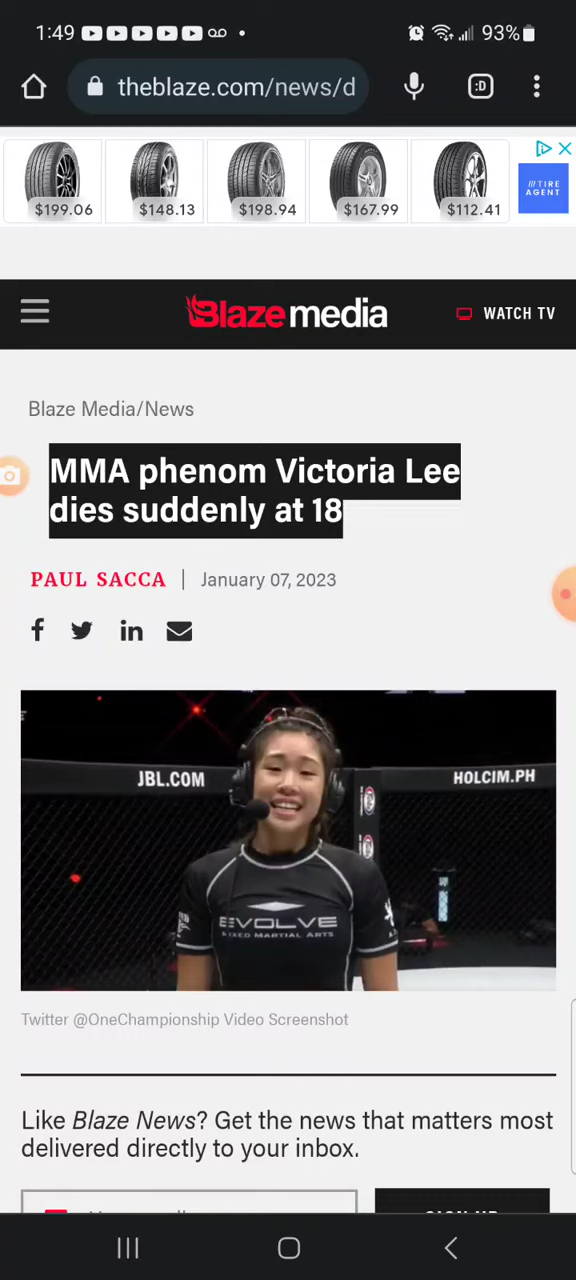 1:49
93%
theblaze.com/news/d
:D
$199.06
$148.13
$198.94
$167.99
$112.41
TIRE
AGENT
Blaze media
WATCH TV
Blaze Media/News
MMA phenom Victoria Lee
dies suddenly at 18
PAUL SACCA | January 07, 2023
JBL.COM
HOLCIM.PH
EVOLVE
MIXED MARTIAL ARTS
Twitter @OneChampionship Video Screenshot
Like Blaze News? Get the news that matters most
delivered directly to your inbox.